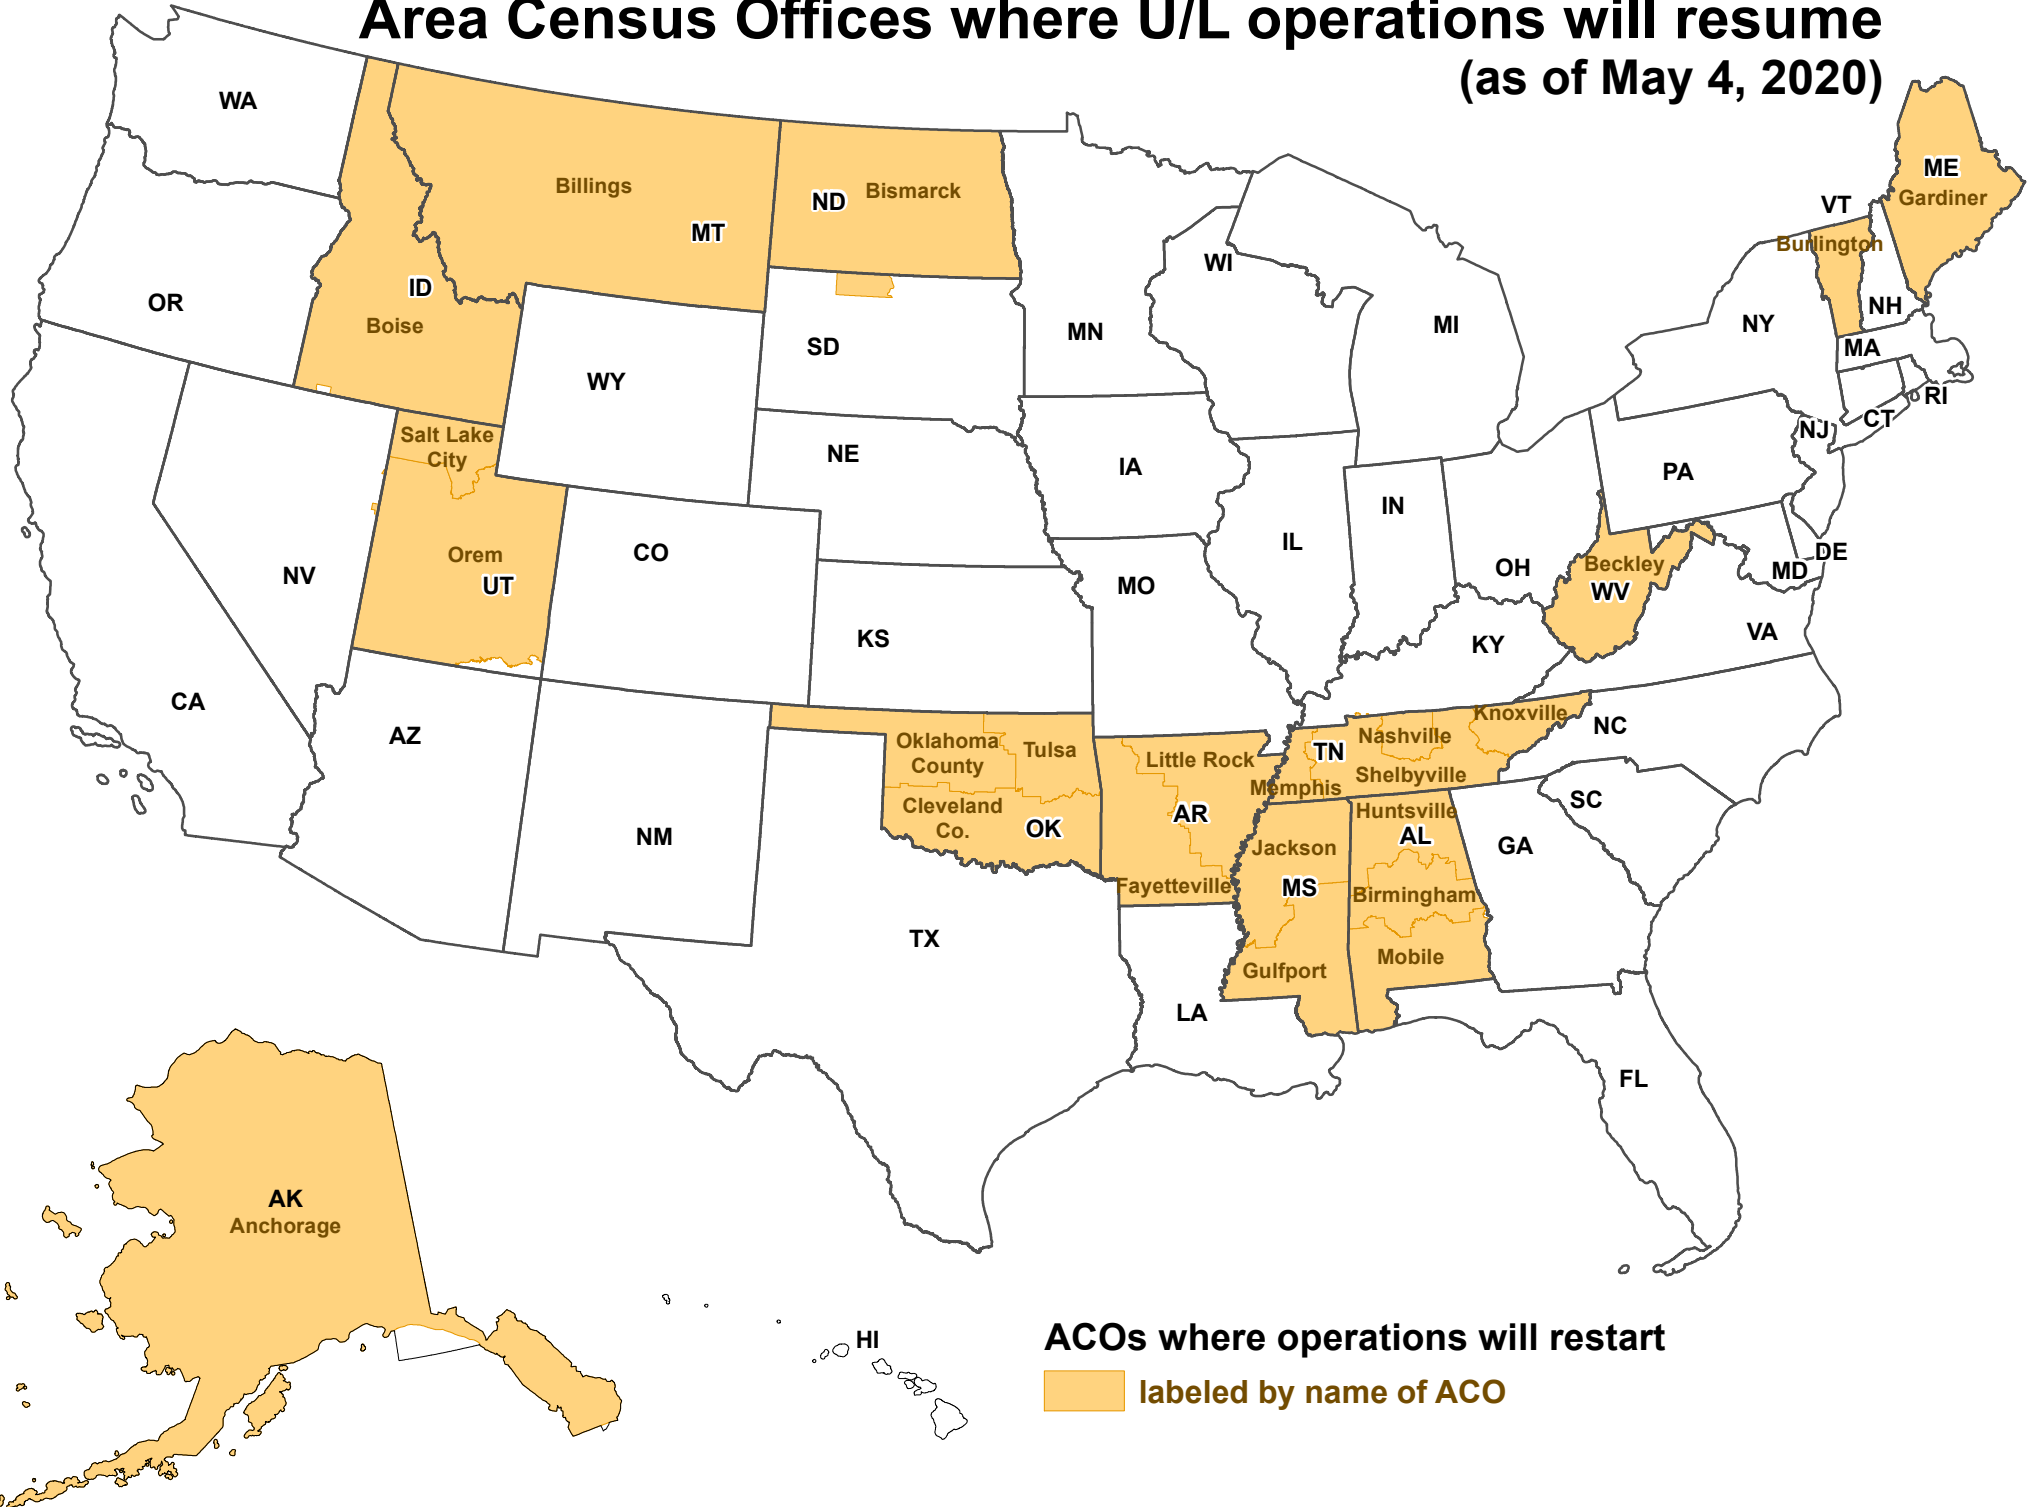 Area Census Offices where U/L operations will resume
(as of May 4, 2020)
WA
Billings
MT
ND
Bismarck
ME
Gardiner
VT
Burlington
ID
Boise
OR
WI
MN
MI
NY
NH
MA
RI
CT
SD
WY
Salt Lake
City
NE
IA
NJ
PA
IN
IL
OH
DE
MD
Beckley
WV
Orem
UT
NV
CO
MO
KS
KY
VA
CA
AZ
NM
Oklahoma
County
Tulsa
Cleveland
Co.
OK
Little Rock
AR
Fayetteville
TN
Nashville
Knoxville
Shelbyville
Memphis
NC
SC
GA
Huntsville
AL
Birmingham
Mobile
Jackson
MS
Gulfport
TX
LA
FL
AK
Anchorage
HI
ACOs where operations will restart
labeled by name of ACO